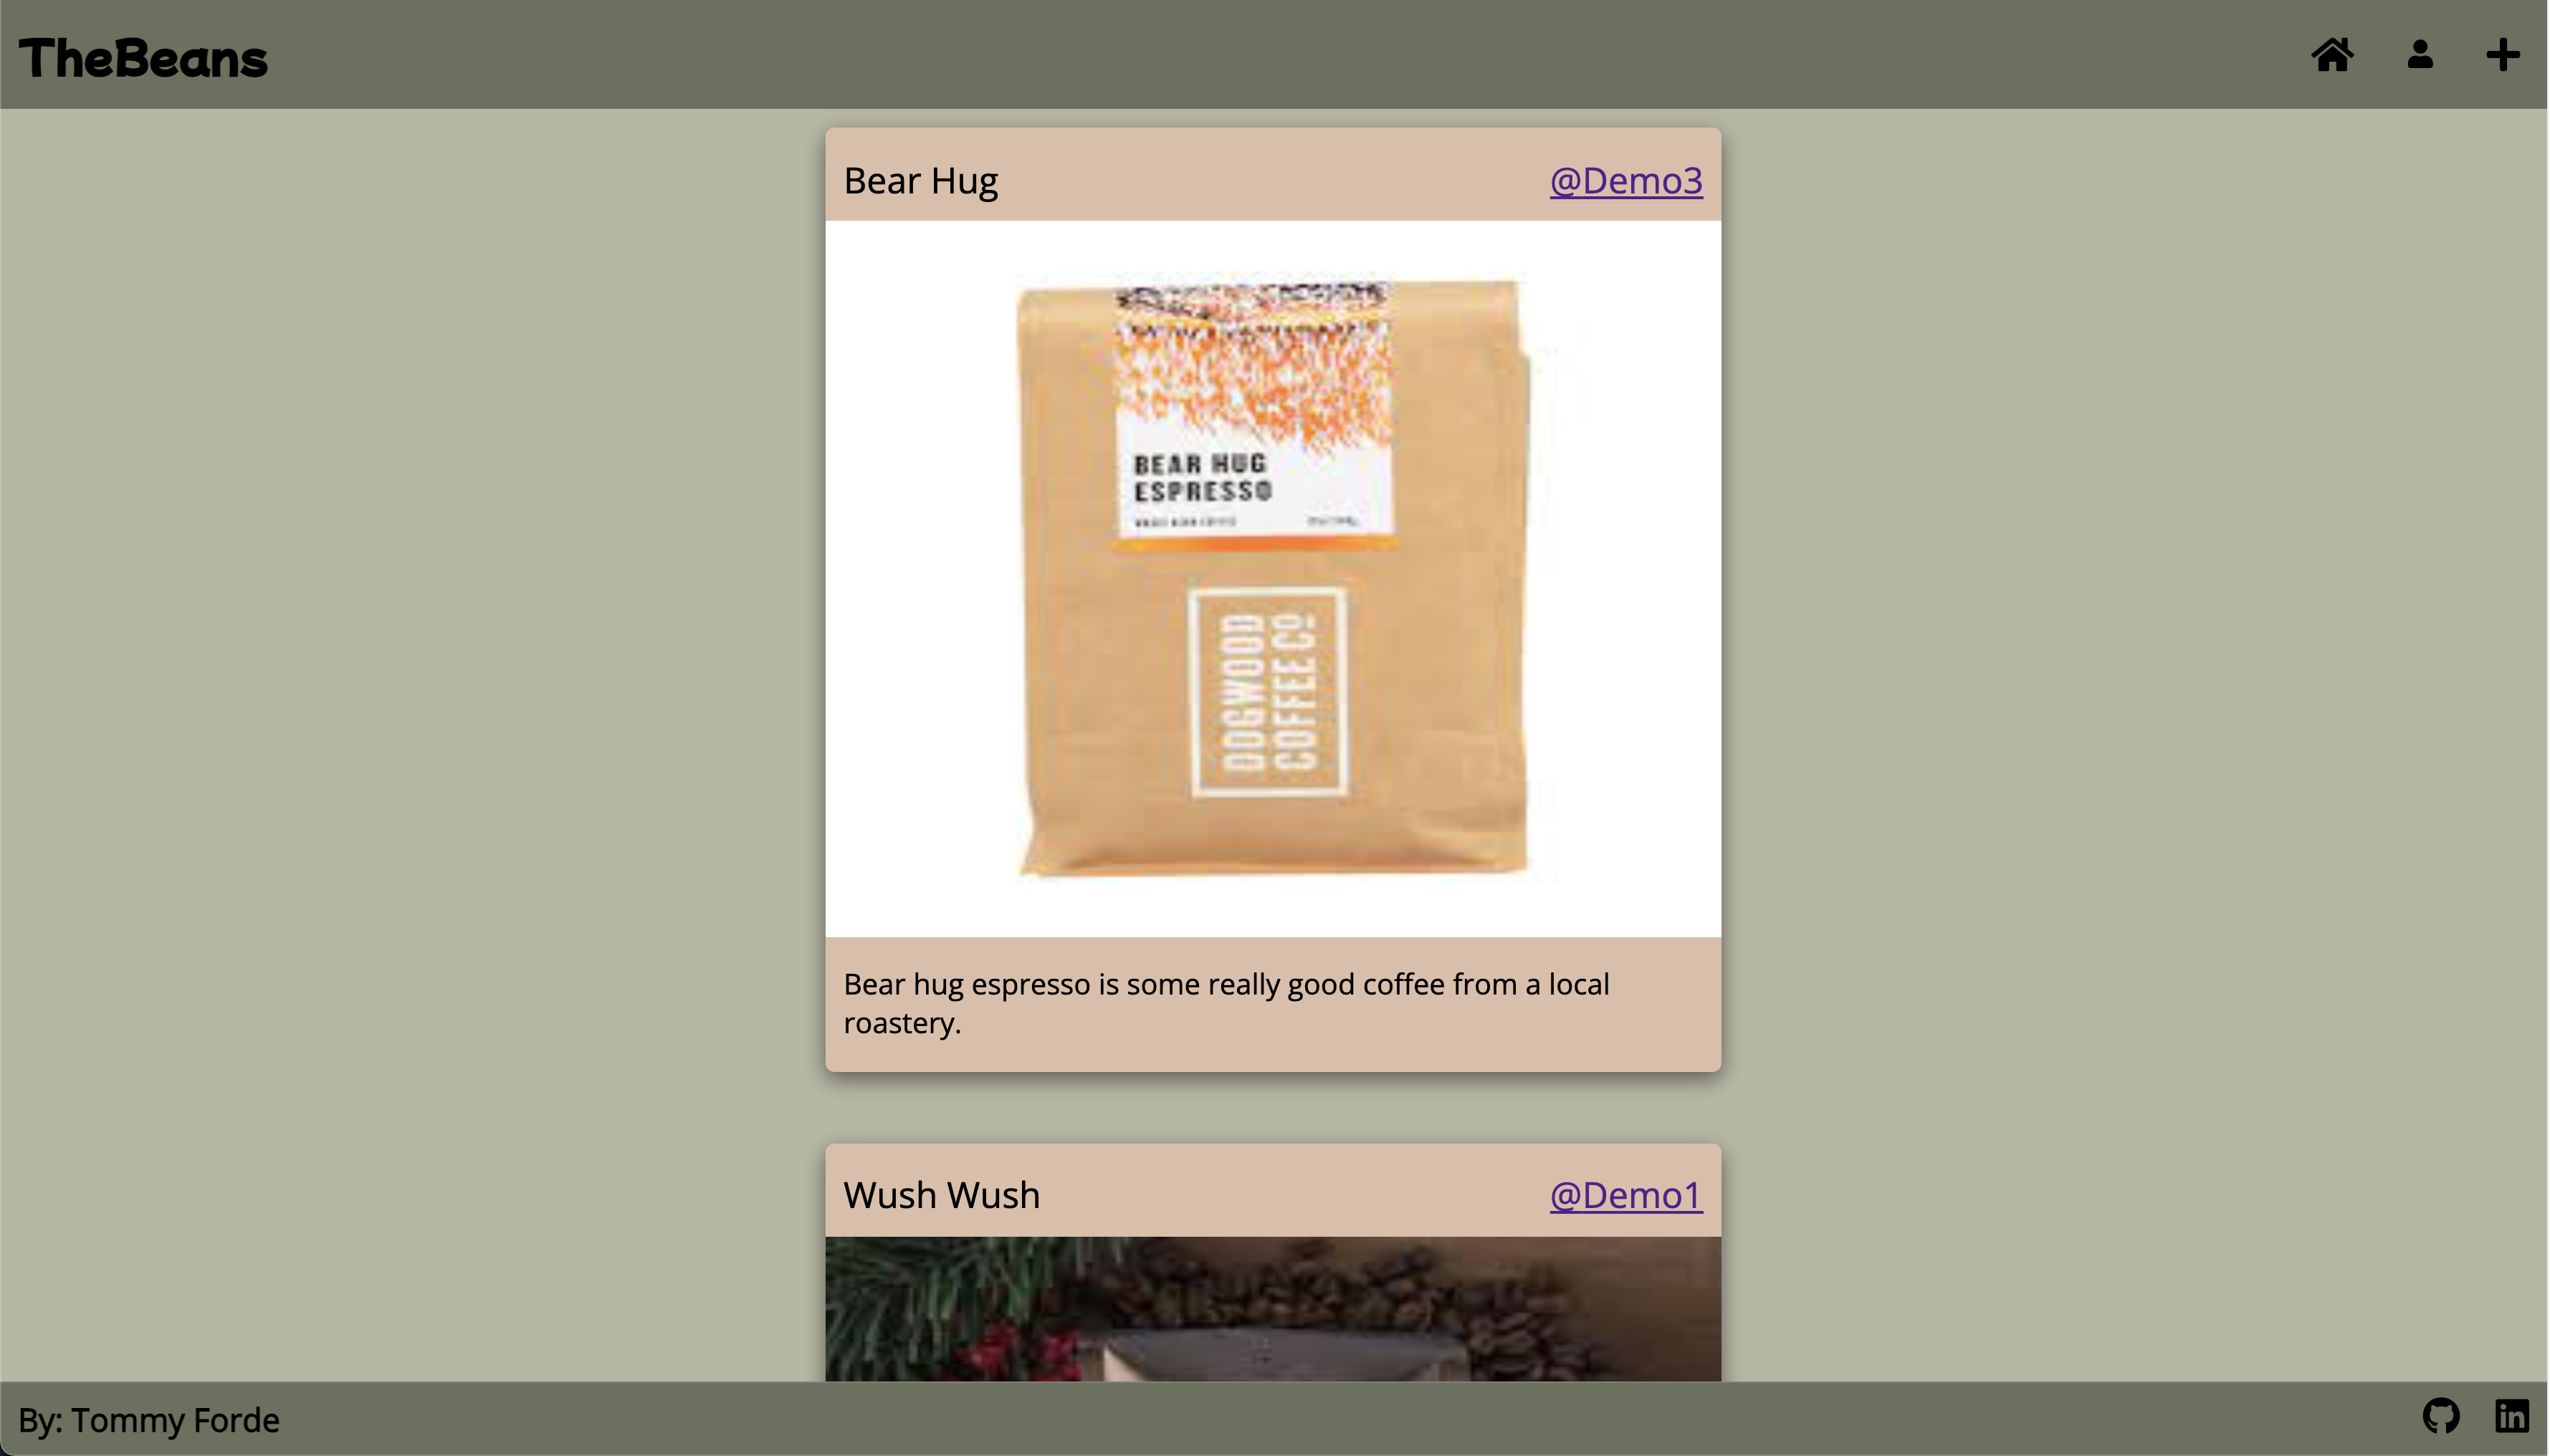 TheBeans
Bear Hug
@Demo3
BEAR HUG
ESPRESSO
DOGWOOD
COFFEE CO.
Bear hug espresso is some really good coffee from a local
roastery.
Wush Wush
@Demo1
By: Tommy Forde
in